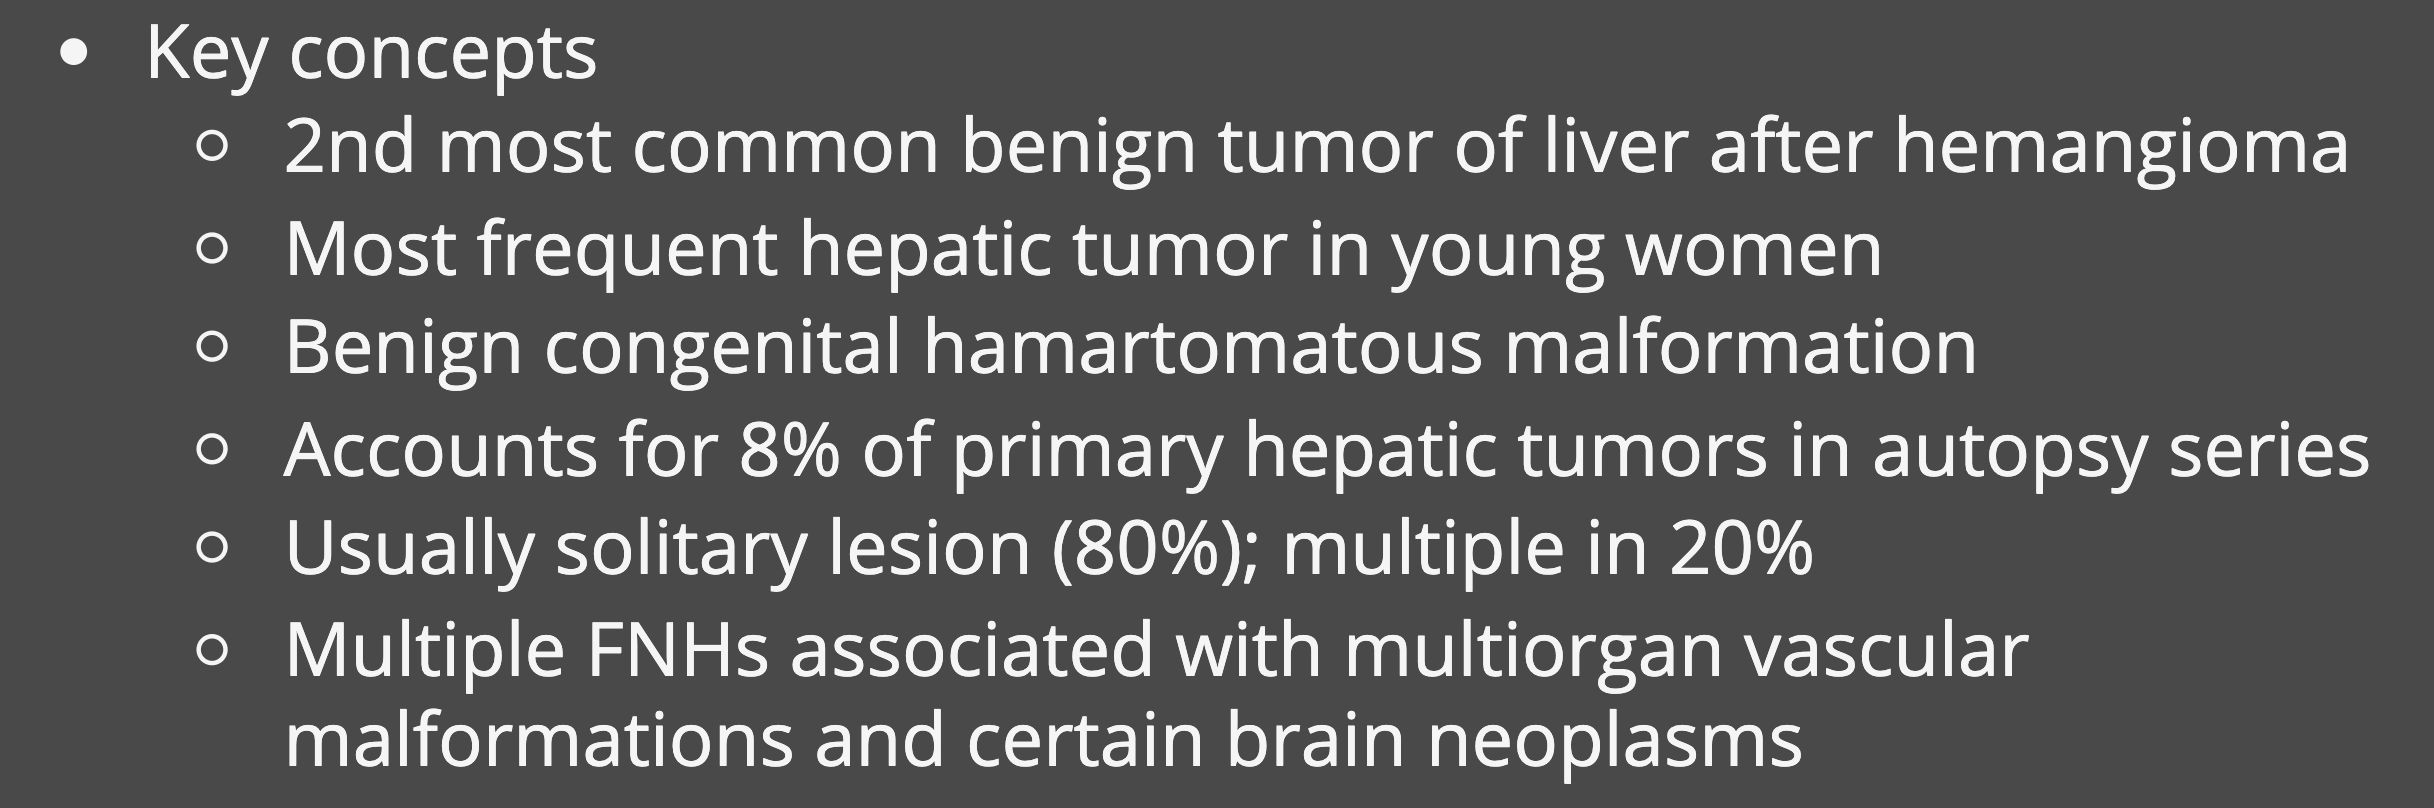 • Key concepts
○ 2nd most common benign tumor of liver after hemangioma
○ Most frequent hepatic tumor in young women
○ Benign congenital hamartomatous malformation
○ Accounts for 8% of primary hepatic tumors in autopsy series
○ Usually solitary lesion (80%); multiple in 20%
○ Multiple FNHs associated with multiorgan vascular
malformations and certain brain neoplasms